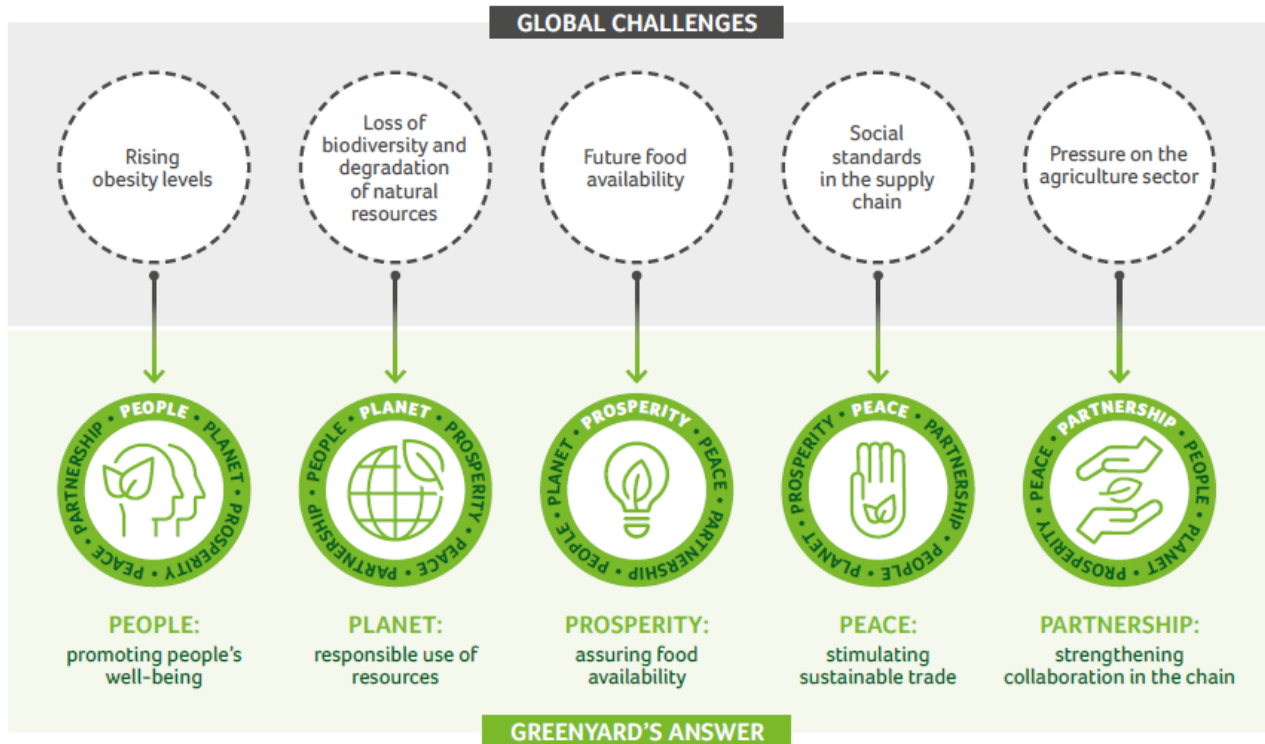 GLOBAL CHALLENGES
Rising
obesity levels
Loss of
biodiversity and
degradation
of natural
resources
Future food
availability
Social
standards
in the supply
chain
Pressure on the
agriculture sector
PEOPLE • PLANET • PROSPERITY • PEACE • PARTNERSHIP •
PLANET • PROSPERITY • PEACE • PARTNERSHIP • PEOPLE •
PROSPERITY • PEACE • PARTNERSHIP • PEOPLE • PLANET •
PEACE • PARTNERSHIP • PEOPLE • PLANET • PROSPERITY •
PARTNERSHIP • PEOPLE • PLANET • PROSPERITY • PEACE •
PEOPLE:
promoting people's
well-being
PLANET:
responsible use of
resources
PROSPERITY:
assuring food
availability
PEACE:
stimulating
sustainable trade
PARTNERSHIP:
strengthening
collaboration in the chain
GREENYARD'S ANSWER